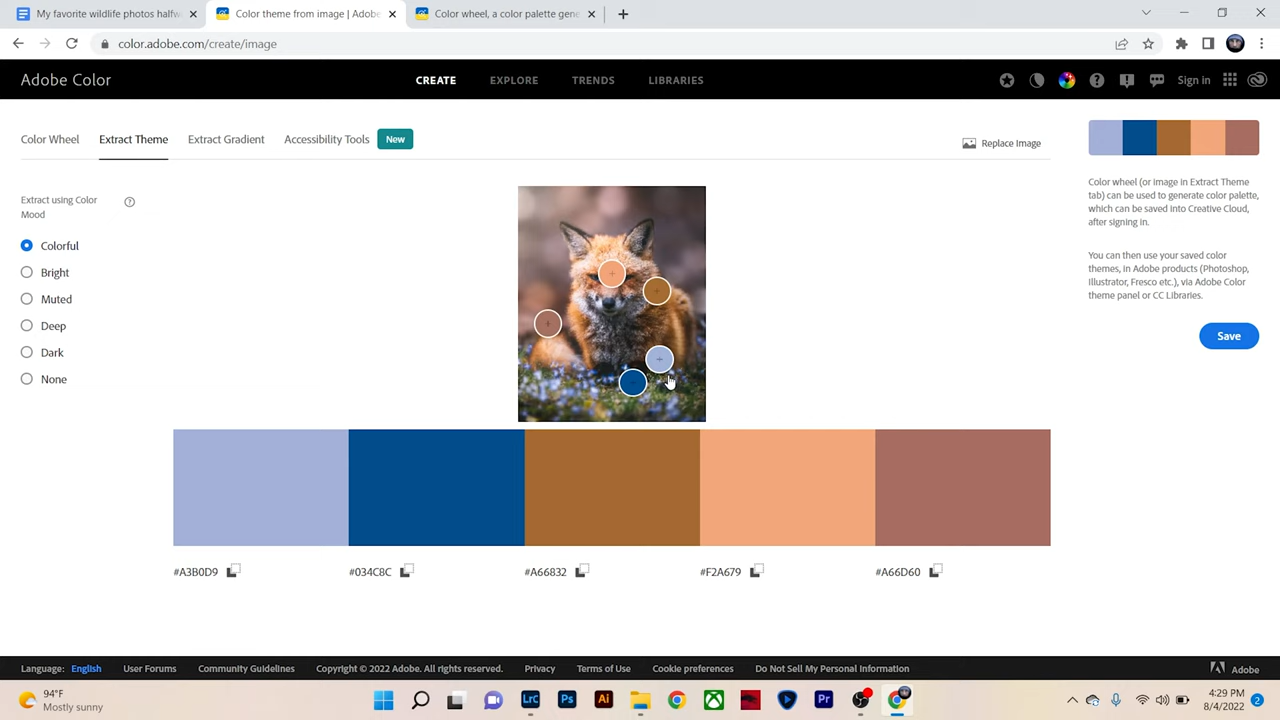 My favorite wildlife photos halfw
Color theme from image | Adobe
Color wheel, a color palette gene
color.adobe.com/create/image
Adobe Color
CREATE
EXPLORE
TRENDS
LIBRARIES
Sign in
Color Wheel
Extract Theme
Extract Gradient
Accessibility Tools
New
Replace Image
Extract using Color
Mood
Colorful
Bright
Muted
Deep
Dark
None
Color wheel (or image in Extract Theme
tab) can be used to generate color palette,
which can be saved into Creative Cloud,
after signing in.
You can then use your saved color
themes, in Adobe products (Photoshop,
Illustrator, Fresco etc.), via Adobe Color
theme panel or CC Libraries.
Save
#A3B0D9
#034C8C
#A66832
#F2A679
#A66D60
Language: English
User Forums
Community Guidelines
Copyright © 2022 Adobe. All rights reserved.
Privacy
Terms of Use
Cookie preferences
Do Not Sell My Personal Information
Adobe
94°F
Mostly sunny
LrC
Ps
Ai
Pr
4:29 PM
8/4/2022
2